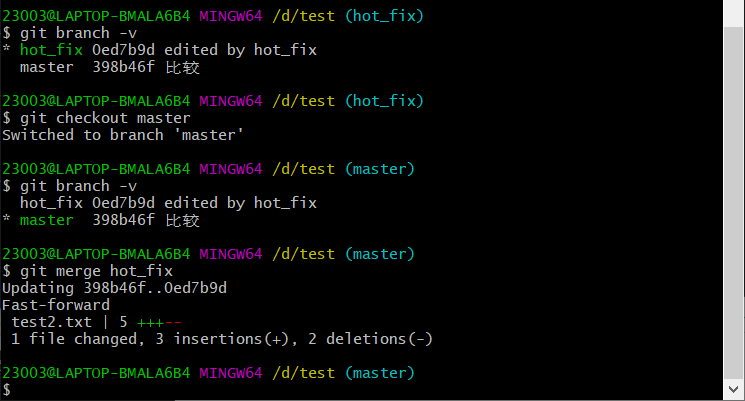 23003@LAPTOP-BMALA6B4 MINGW64 /d/test (hot_fix)
$ git branch -v
* hot_fix 0ed7b9d edited by hot_fix
  master  398b46f 比较
23003@LAPTOP-BMALA6B4 MINGW64 /d/test (hot_fix)
$ git checkout master
Switched to branch 'master'
23003@LAPTOP-BMALA6B4 MINGW64 /d/test (master)
$ git branch -v
  hot_fix 0ed7b9d edited by hot_fix
* master  398b46f 比较
23003@LAPTOP-BMALA6B4 MINGW64 /d/test (master)
$ git merge hot_fix
Updating 398b46f..0ed7b9d
Fast-forward
 test2.txt | 5 +++--
 1 file changed, 3 insertions(+), 2 deletions(-)
23003@LAPTOP-BMALA6B4 MINGW64 /d/test (master)
$